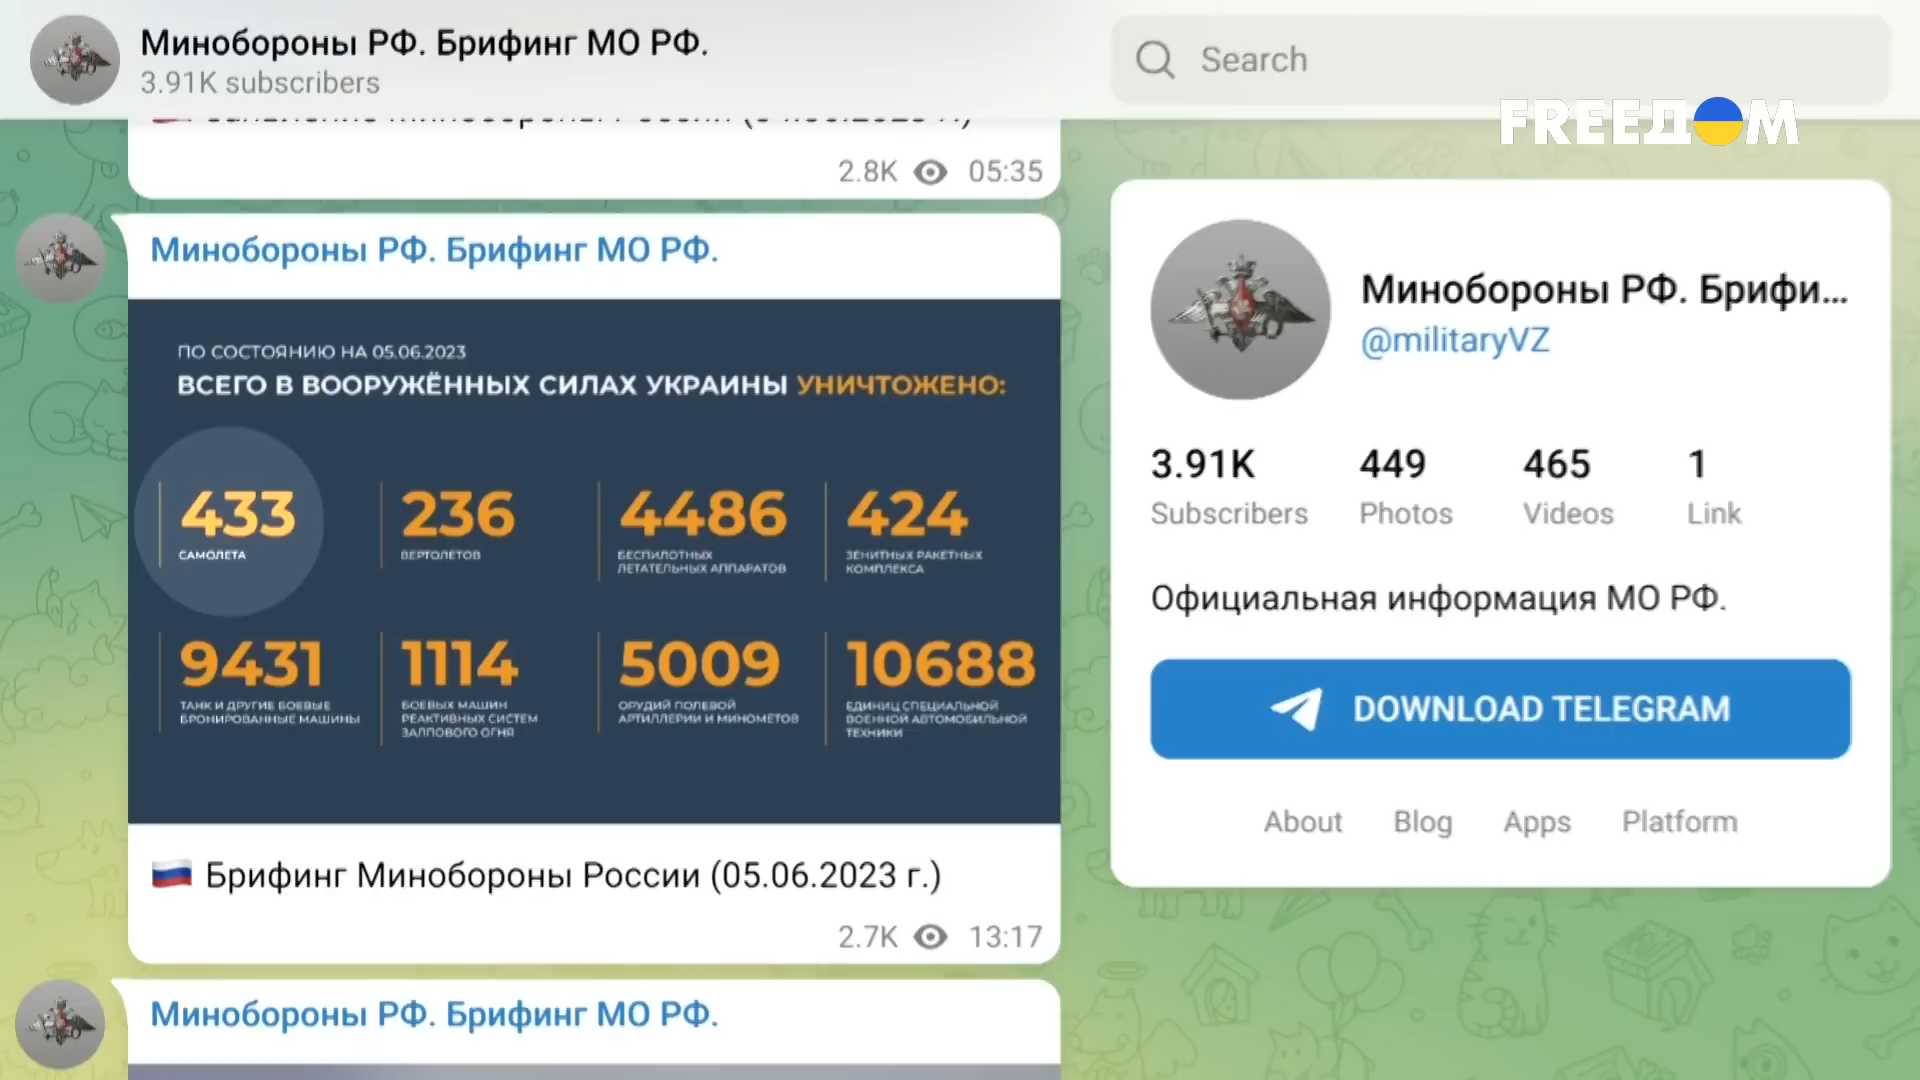 Минобороны РФ. Брифинг МО РФ.
3.91K subscribers
Search
FREEДОМ
2.8K 05:35
Минобороны РФ. Брифинг МО РФ.
ПО СОСТОЯНИЮ НА 05.06.2023
ВСЕГО В ВООРУЖЁННЫХ СИЛАХ УКРАИНЫ УНИЧТОЖЕНО:
433
САМОЛЕТА
236
ВЕРТОЛЕТОВ
4486
БЕСПИЛОТНЫХ
ЛЕТАТЕЛЬНЫХ АППАРАТОВ
424
ЗЕНИТНЫХ РАКЕТНЫХ
КОМПЛЕКСА
9431
ТАНК И ДРУГИЕ БОЕВЫЕ
БРОНИРОВАННЫЕ МАШИНЫ
1114
БОЕВЫХ МАШИН
РЕАКТИВНЫХ СИСТЕМ
ЗАЛПОВОГО ОГНЯ
5009
ОРУДИЙ ПОЛЕВОЙ
АРТИЛЛЕРИИ И МИНОМЕТОВ
10688
ЕДИНИЦ СПЕЦИАЛЬНОЙ
ВОЕННОЙ АВТОМОБИЛЬНОЙ
ТЕХНИКИ
Брифинг Минобороны России (05.06.2023 г.)
2.7K 13:17
Минобороны РФ. Брифинг МО РФ.
Минобороны РФ. Брифи...
@militaryVZ
3.91K
Subscribers
449
Photos
465
Videos
1
Link
Официальная информация МО РФ.
DOWNLOAD TELEGRAM
About Blog Apps Platform